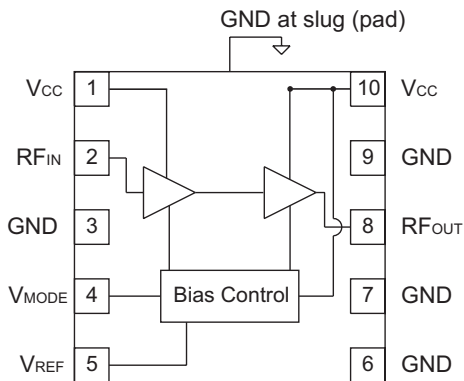 GND at slug (pad)
VCC 1 10 VCC
RFIN 2 9 GND
GND 3 8 RFOUT
VMODE 4 Bias Control 7 GND
VREF 5 6 GND